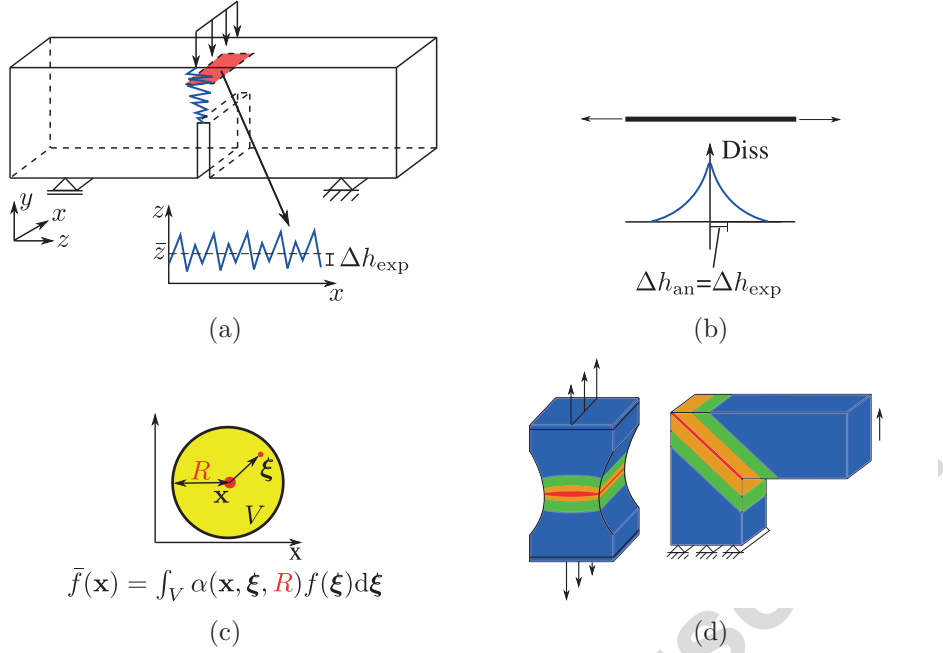 y
x
z
z
z̄
Δh_exp
x
(a)
Diss
Δh_an=Δh_exp
(b)
R
ξ
x
V
x
f̄(x) = ∫_V α(x, ξ, R)f(ξ)dξ
(c)
(d)